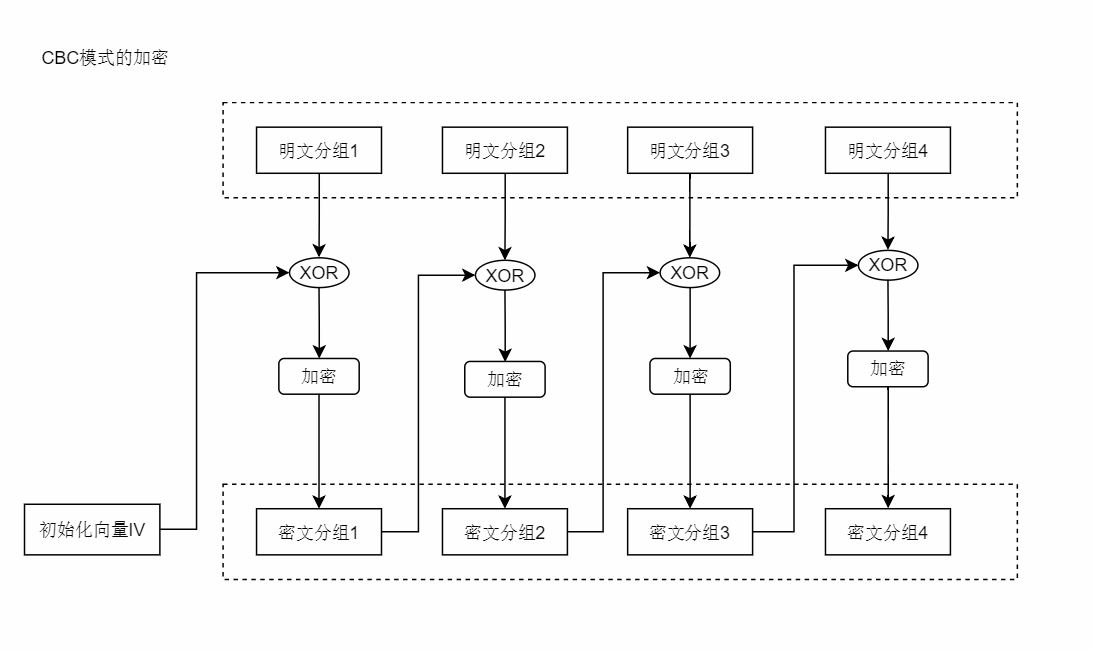 CBC模式的加密
明文分组1
明文分组2
明文分组3
明文分组4
XOR
XOR
XOR
XOR
加密
加密
加密
加密
初始化向量IV
密文分组1
密文分组2
密文分组3
密文分组4